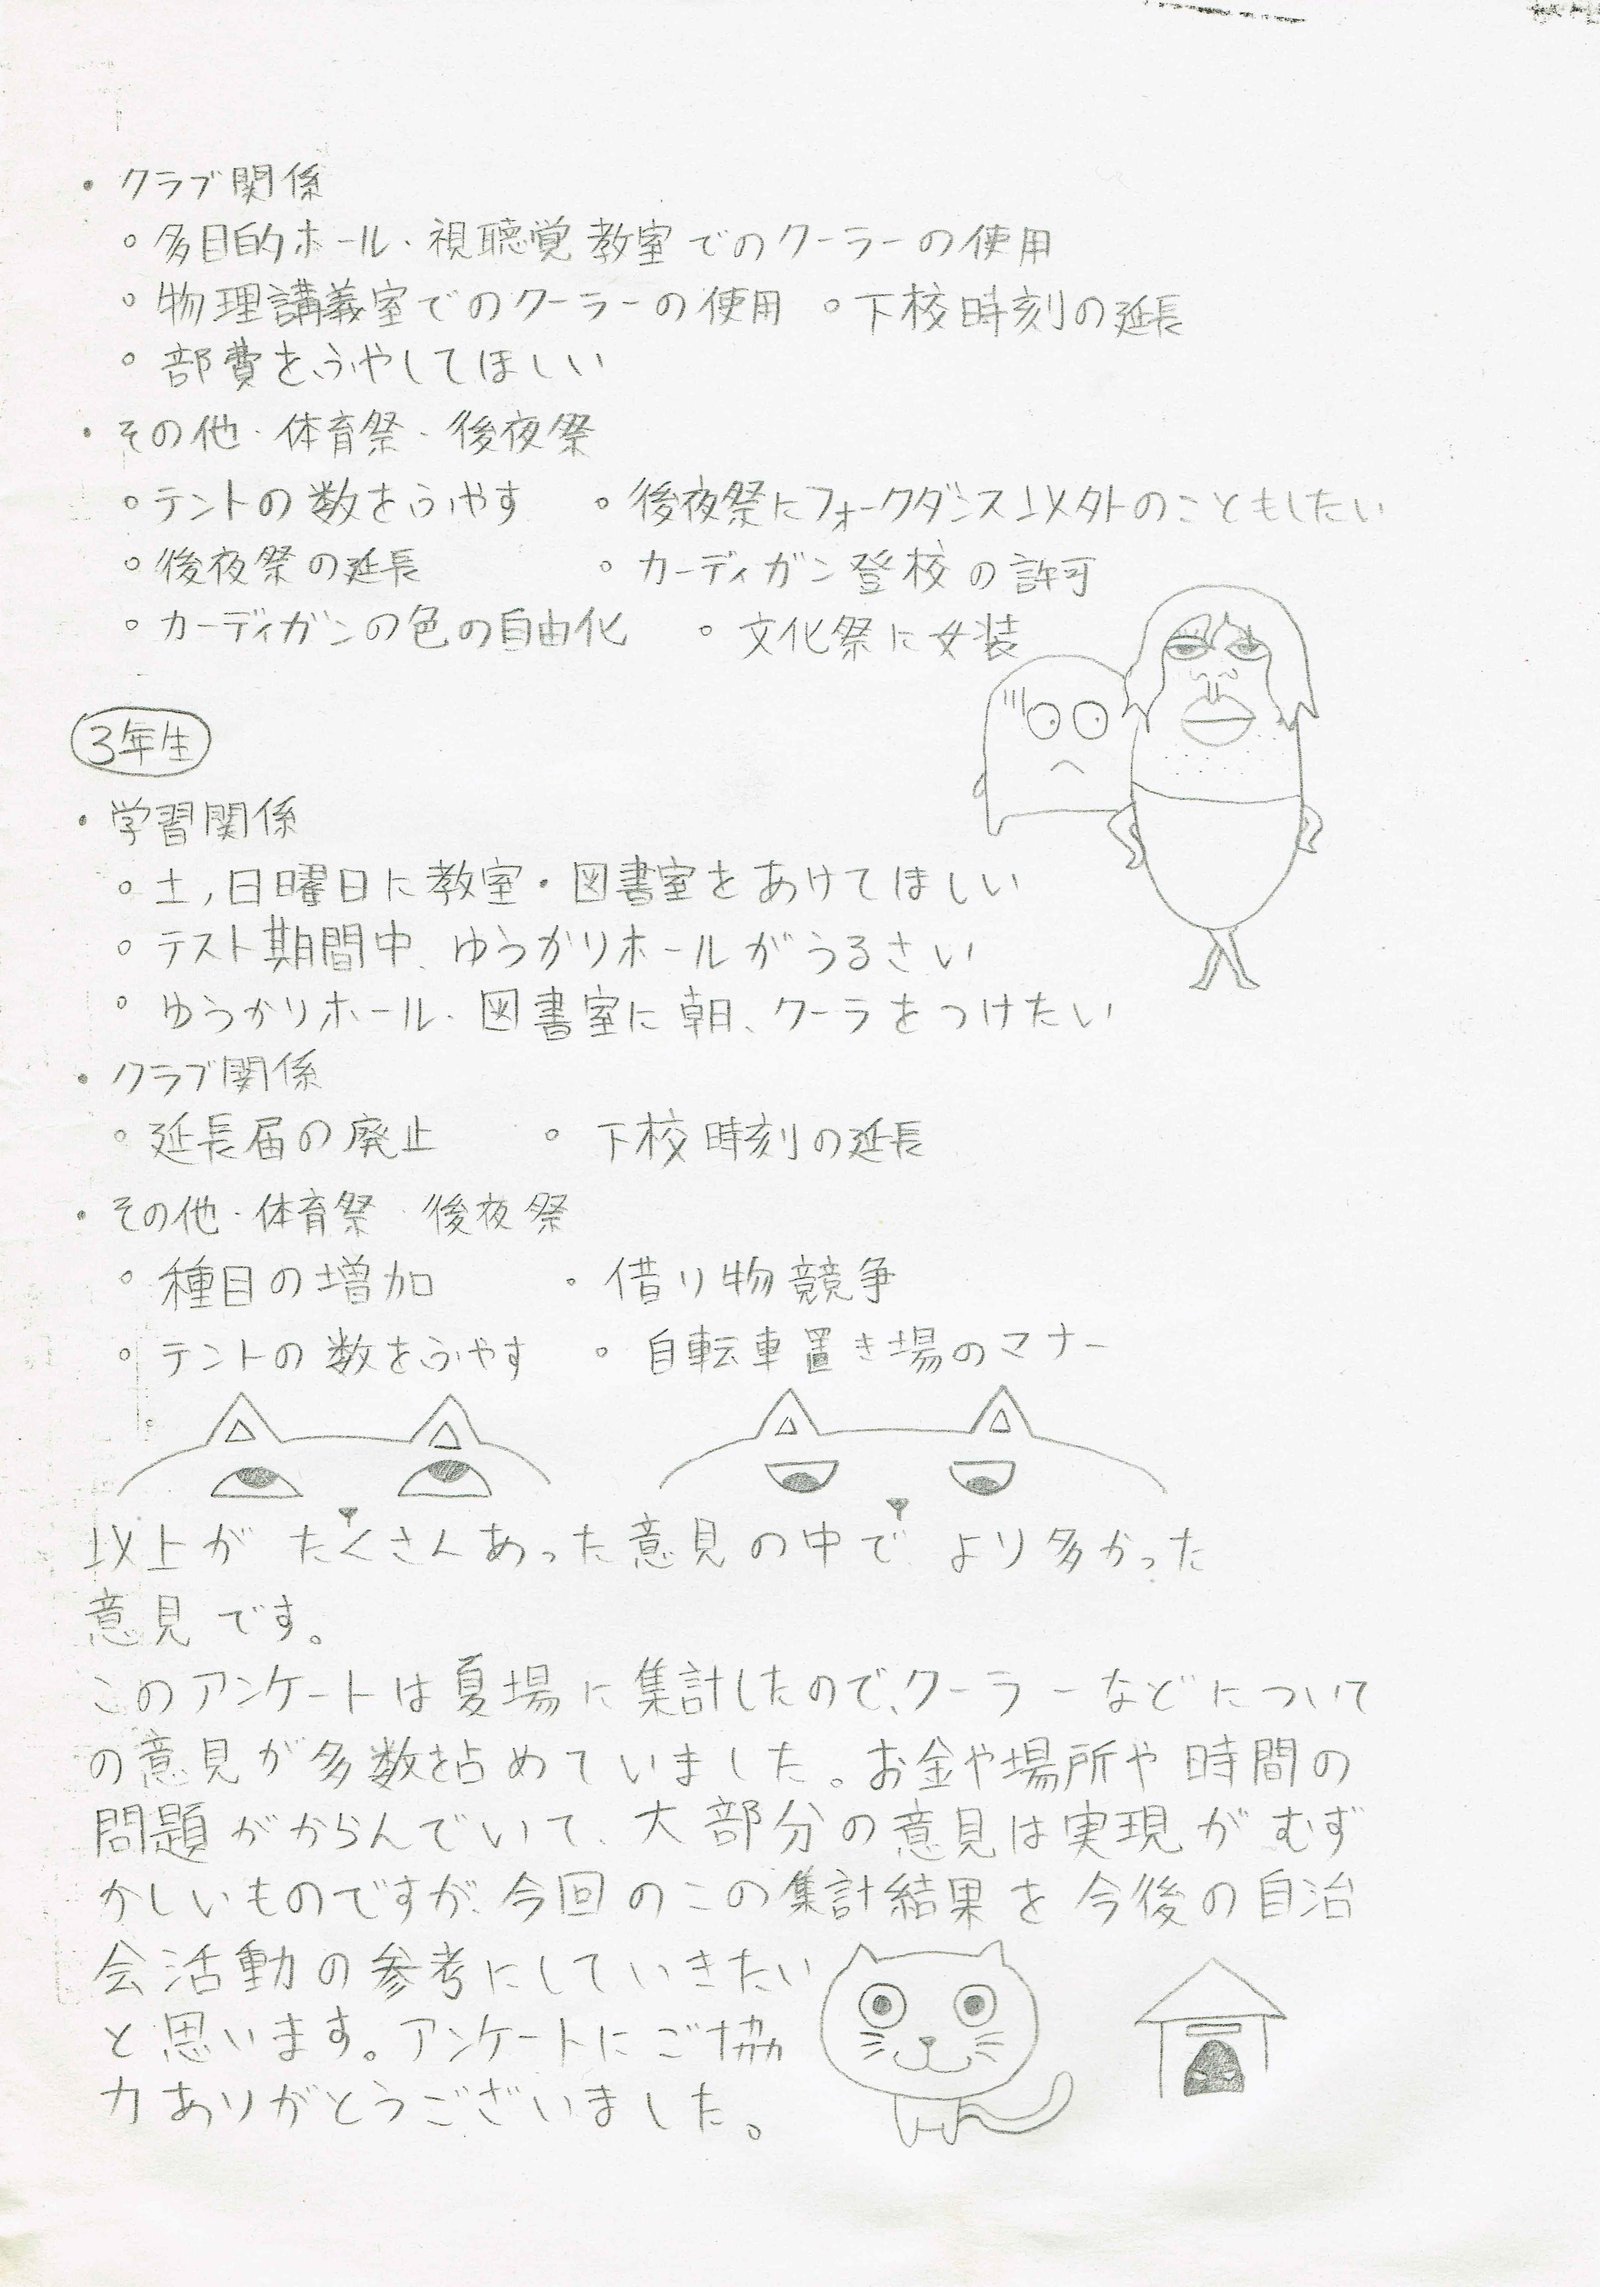 ・クラブ関係
○多目的ホール・視聴覚教室でのクーラーの使用
○物理講義室でのクーラーの使用 ○下校時刻の延長
○部費をふやしてほしい
・その他・体育祭・後夜祭
○テントの数をふやす ○後夜祭にフォークダンス以外のこともしたい
○後夜祭の延長 ○カーディガン登校の許可
○カーディガンの色の自由化 ○文化祭に女装
3年生
・学習関係
○土,日曜日に教室・図書室をあけてほしい
○テスト期間中、ゆうかりホールがうるさい
○ゆうかりホール・図書室に朝、クーラをつけたい
・クラブ関係
○延長届の廃止 ○下校時刻の延長
・その他・体育祭 後夜祭
○種目の増加 ○借り物競争
○テントの数をふやす ○自転車置き場のマナー
以上が たくさんあった意見の中で より多かった
意見です。
このアンケートは夏場に集計したので、クーラーなどについて
の意見が多数を占めていました。お金や場所や時間の
問題がからんでいて、大部分の意見は実現がむず
かしいものですが、今回のこの集計結果を今後の自治
会活動の参考にしていきたい
と思います。アンケートにご協
力ありがとうございました。